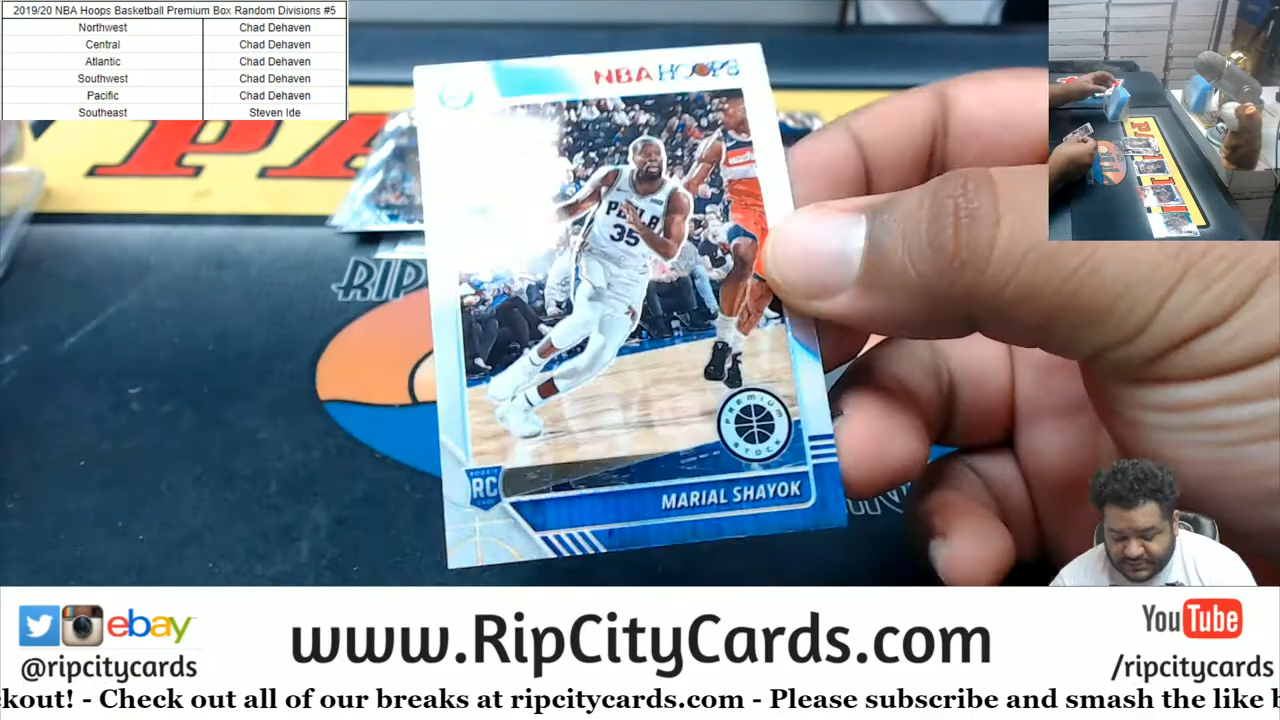 2019/20 NBA Hoops Basketball Premium Box Random Divisions #5
Northwest Chad Dehaven
Central Chad Dehaven
Atlantic Chad Dehaven
Southwest Chad Dehaven
Pacific Chad Dehaven
Southeast Steven Ide
NBA HOOPS
PA
RIP
PHILA
35
PREMIUM
STOCK
ROOKIE
RC
CARD
MARIAL SHAYOK
ebay
@ripcitycards
www.RipCityCards.com
YouTube
/ripcitycards
ckout! - Check out all of our breaks at ripcitycards.com - Please subscribe and smash the like b